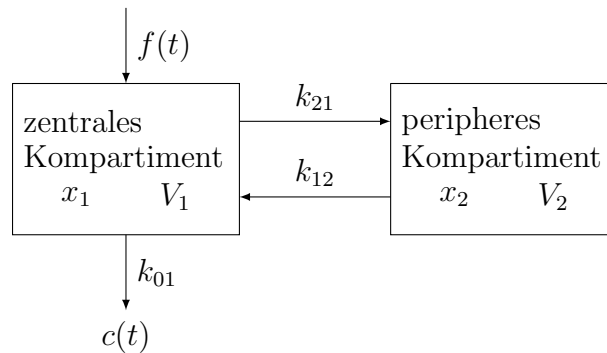 f(t)
zentrales
Kompartiment
x₁ V₁
k₂₁
k₁₂
peripheres
Kompartiment
x₂ V₂
k₀₁
c(t)